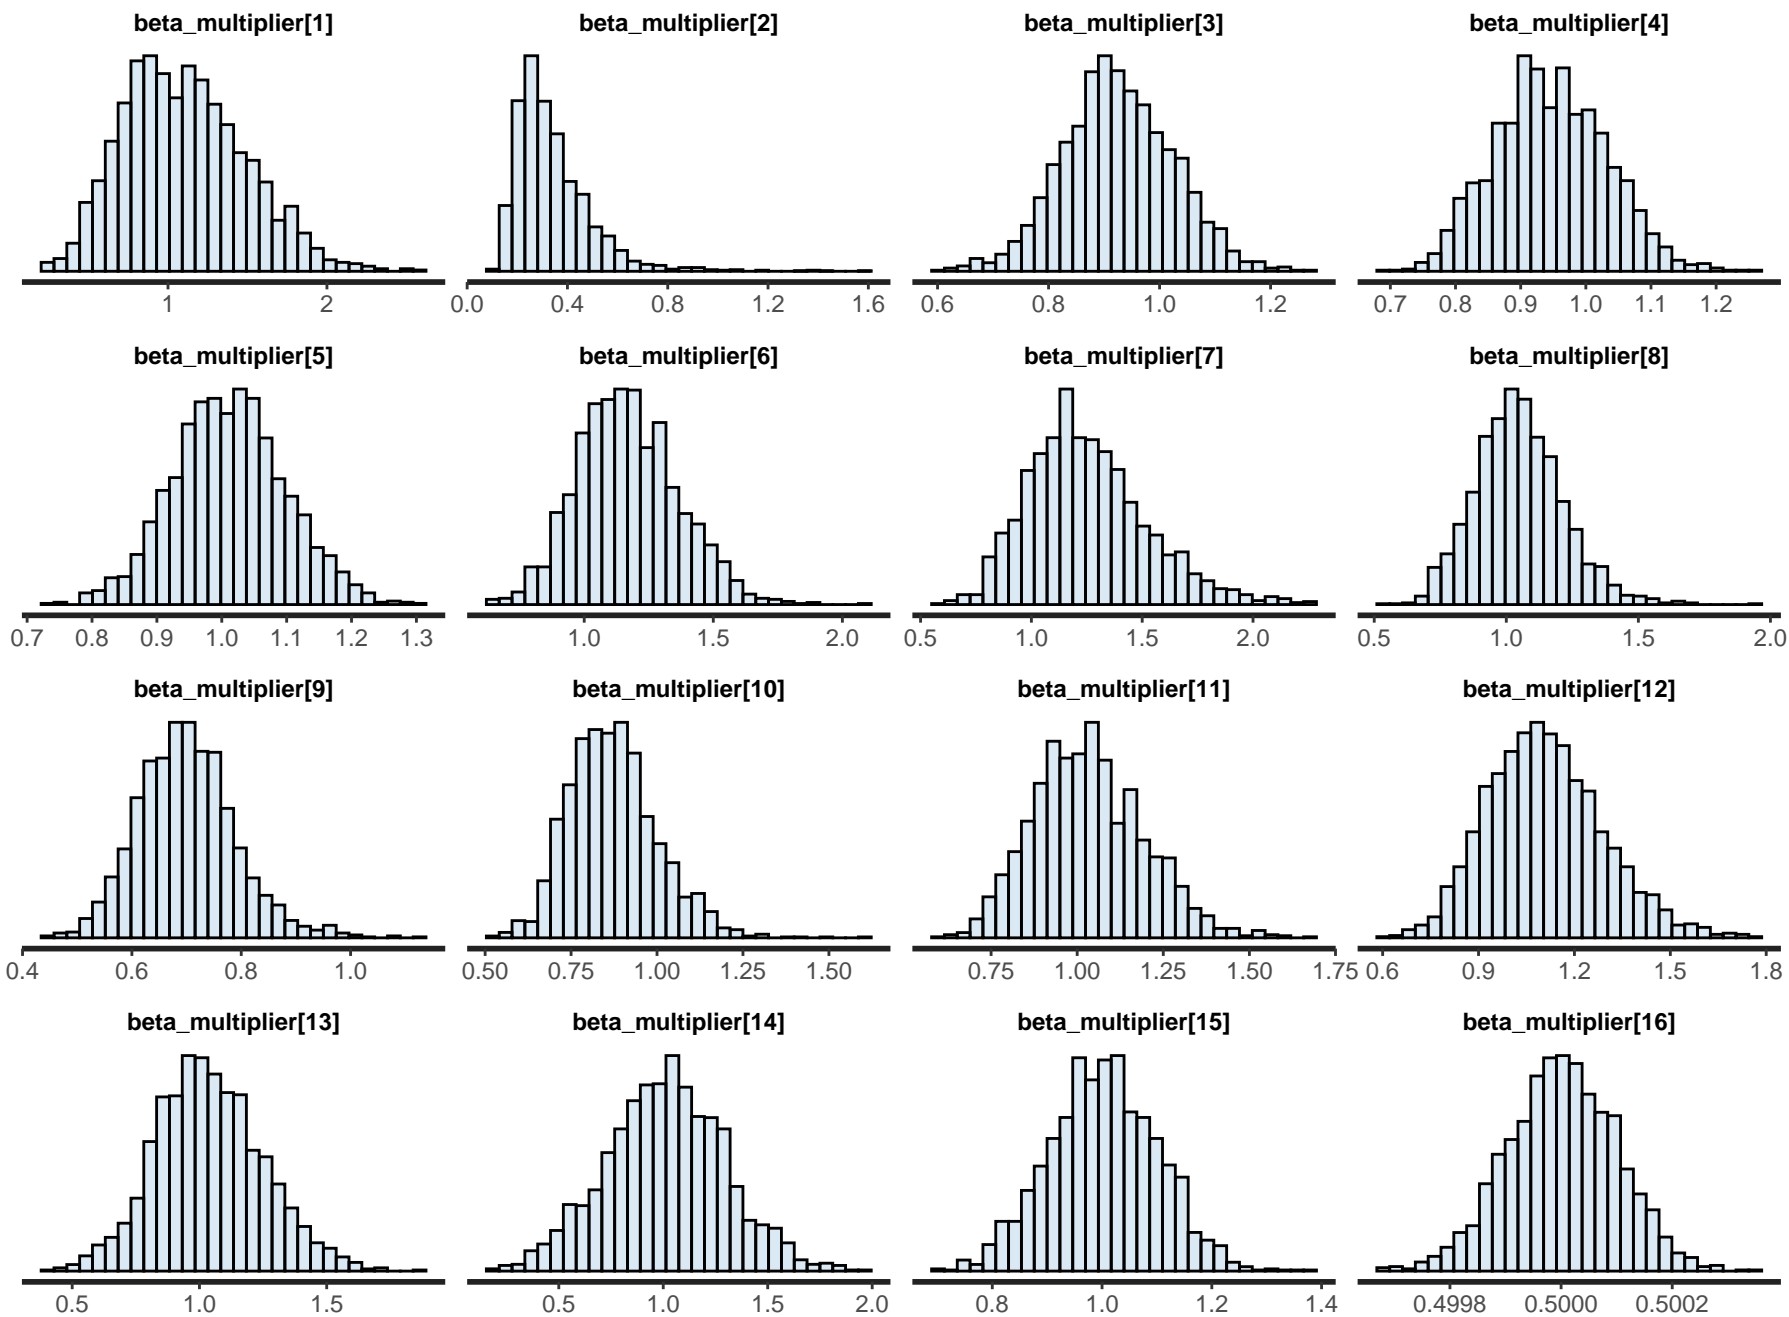 beta_multiplier[1] beta_multiplier[2] beta_multiplier[3] beta_multiplier[4]
1 2 0.0 0.4 0.8 1.2 1.6 0.6 0.8 1.0 1.2 0.7 0.8 0.9 1.0 1.1 1.2
beta_multiplier[5] beta_multiplier[6] beta_multiplier[7] beta_multiplier[8]
0.7 0.8 0.9 1.0 1.1 1.2 1.3 1.0 1.5 2.0 0.5 1.0 1.5 2.0 0.5 1.0 1.5 2.0
beta_multiplier[9] beta_multiplier[10] beta_multiplier[11] beta_multiplier[12]
0.4 0.6 0.8 1.0 0.50 0.75 1.00 1.25 1.50 0.75 1.00 1.25 1.50 1.75 0.6 0.9 1.2 1.5 1.8
beta_multiplier[13] beta_multiplier[14] beta_multiplier[15] beta_multiplier[16]
0.5 1.0 1.5 0.5 1.0 1.5 2.0 0.8 1.0 1.2 1.4 0.4998 0.5000 0.5002